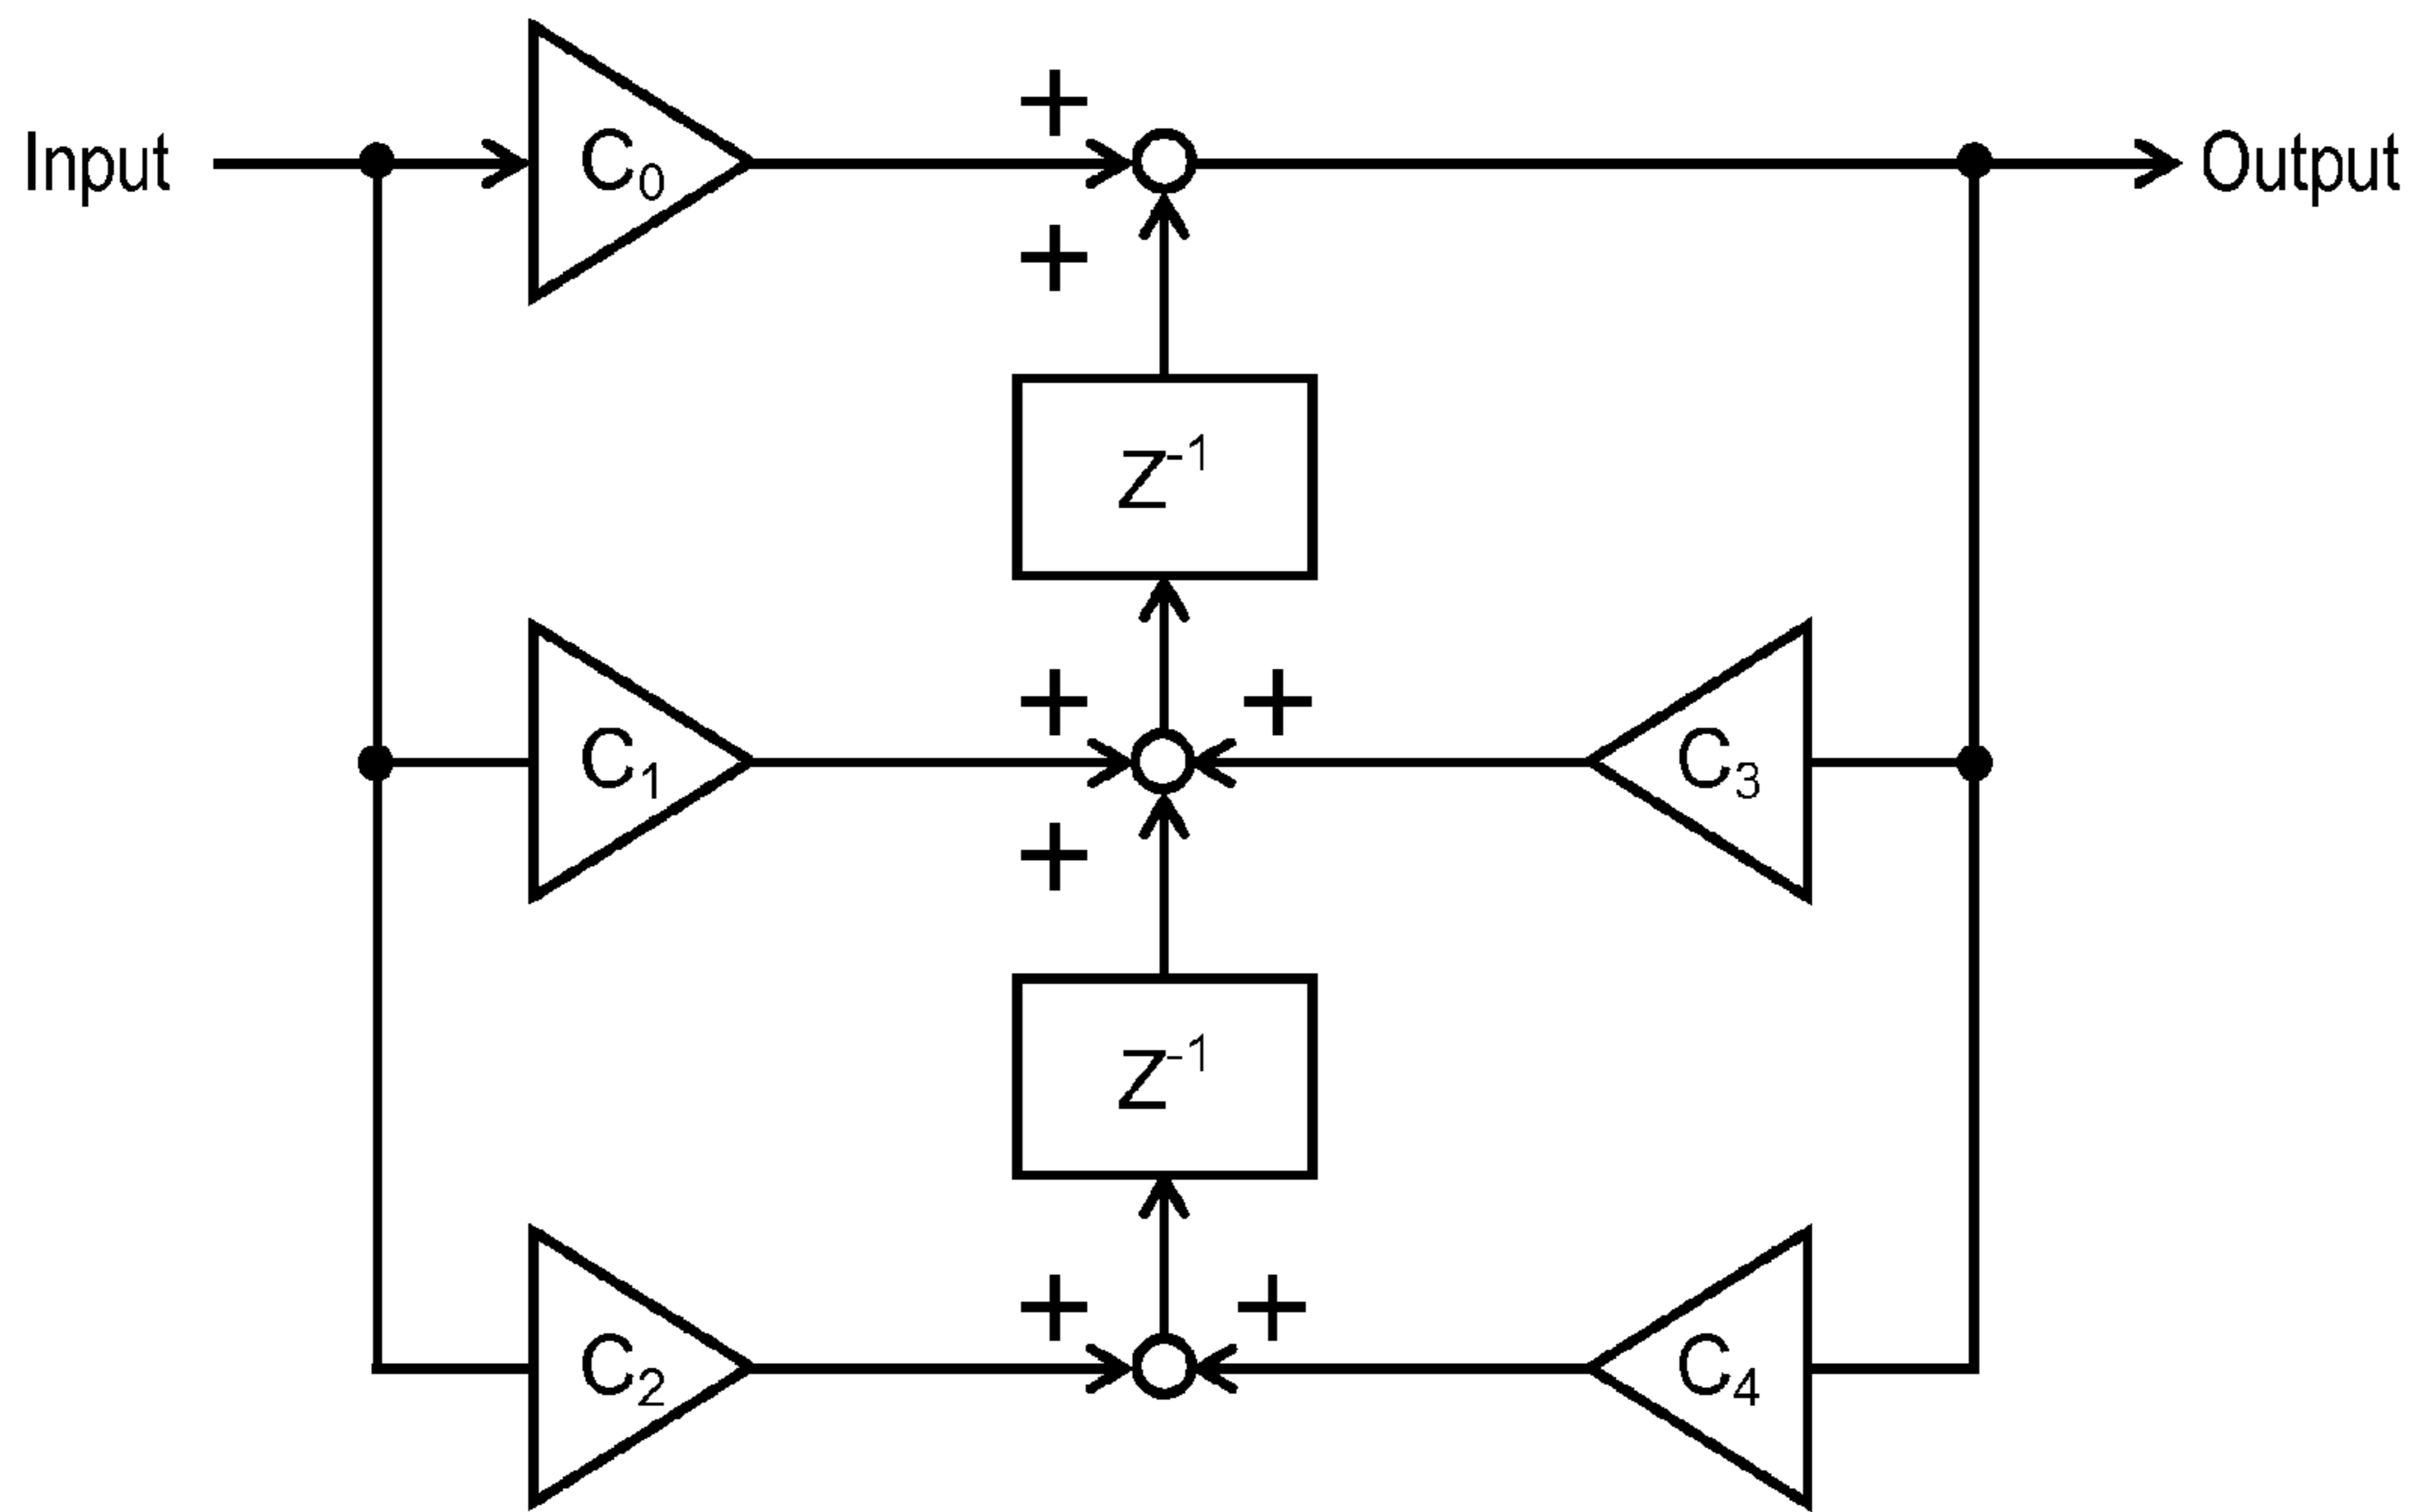 Input C₀ + Output
+
Z⁻¹
+ +
C₁ C₃
+
Z⁻¹
+ +
C₂ C₄